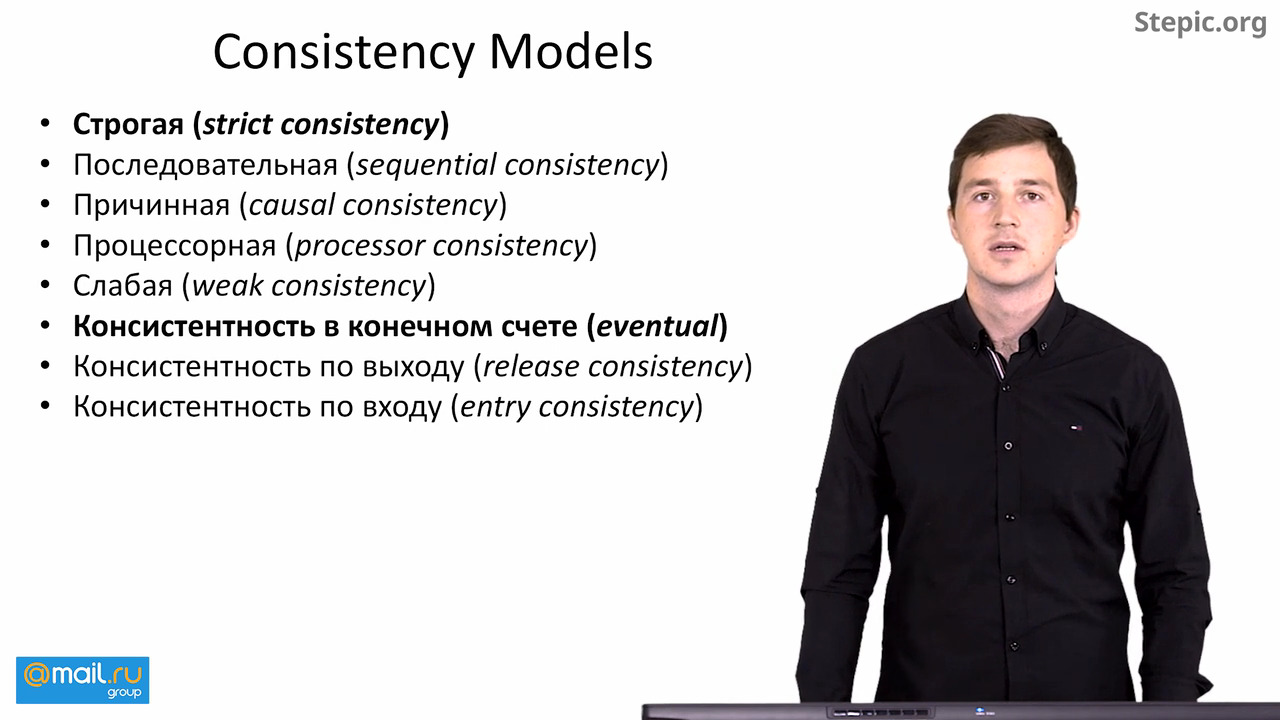 Stepic.org
Consistency Models
• Строгая (strict consistency)
• Последовательная (sequential consistency)
• Причинная (causal consistency)
• Процессорная (processor consistency)
• Слабая (weak consistency)
• Консистентность в конечном счете (eventual)
• Консистентность по выходу (release consistency)
• Консистентность по входу (entry consistency)
@mail.ru
group